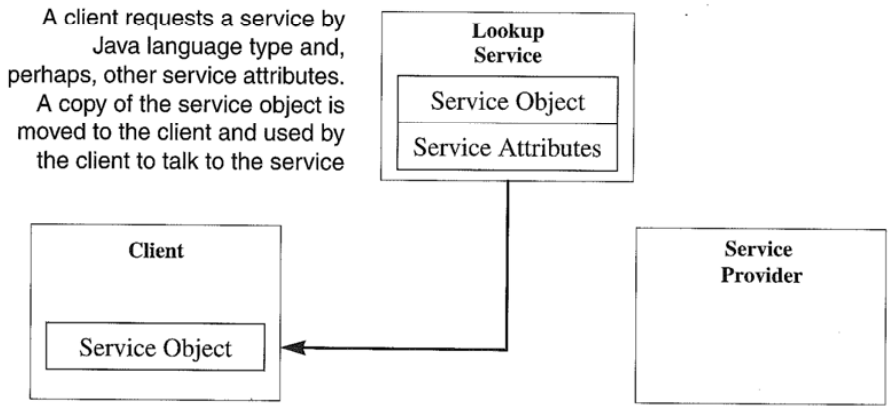 A client requests a service by
Java language type and,
perhaps, other service attributes.
A copy of the service object is
moved to the client and used by
the client to talk to the service
Lookup
Service
Service Object
Service Attributes
Client
Service Object
Service
Provider